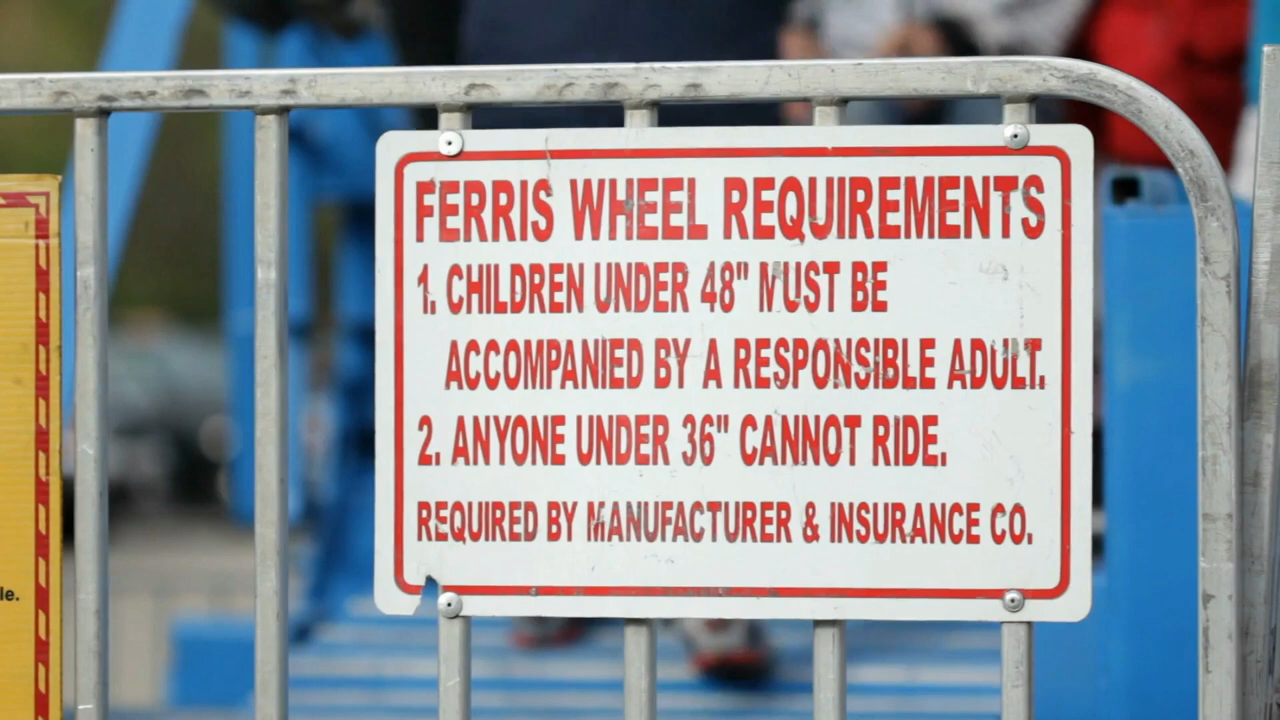 FERRIS WHEEL REQUIREMENTS
1. CHILDREN UNDER 48" MUST BE
ACCOMPANIED BY A RESPONSIBLE ADULT.
2. ANYONE UNDER 36" CANNOT RIDE.
REQUIRED BY MANUFACTURER & INSURANCE CO.
le.